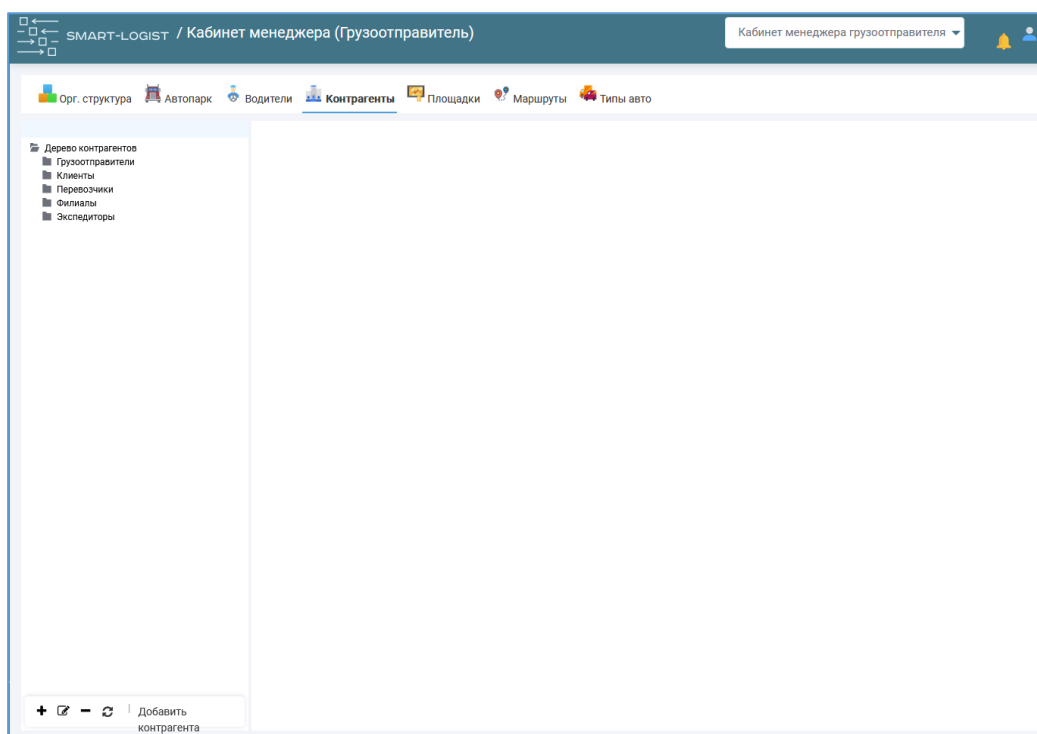 SMART-LOGIST / Кабинет менеджера (Грузоотправитель)
Кабинет менеджера грузоотправителя
Орг. структура Автопарк Водители Контрагенты Площадки Маршруты Типы авто
Дерево контрагентов
Грузоотправители
Клиенты
Перевозчики
Филиалы
Экспедиторы
Добавить
контрагента